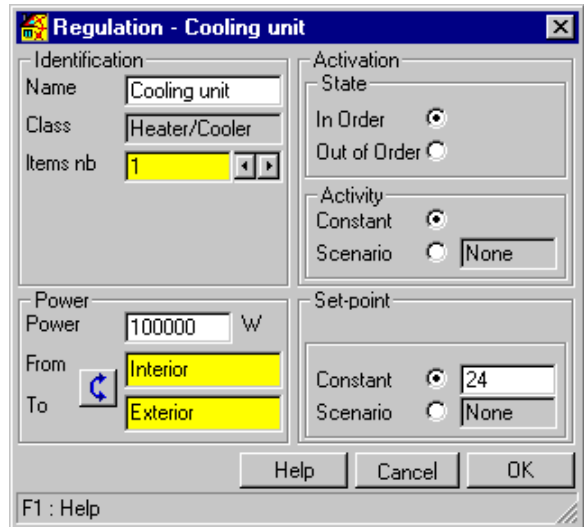 Regulation - Cooling unit
Identification
Name Cooling unit
Class Heater/Cooler
Items nb 1
Activation
State
In Order
Out of Order
Activity
Constant
Scenario None
Power
Power 100000 W
From Interior
To Exterior
Set-point
Constant 24
Scenario None
Help Cancel OK
F1 : Help